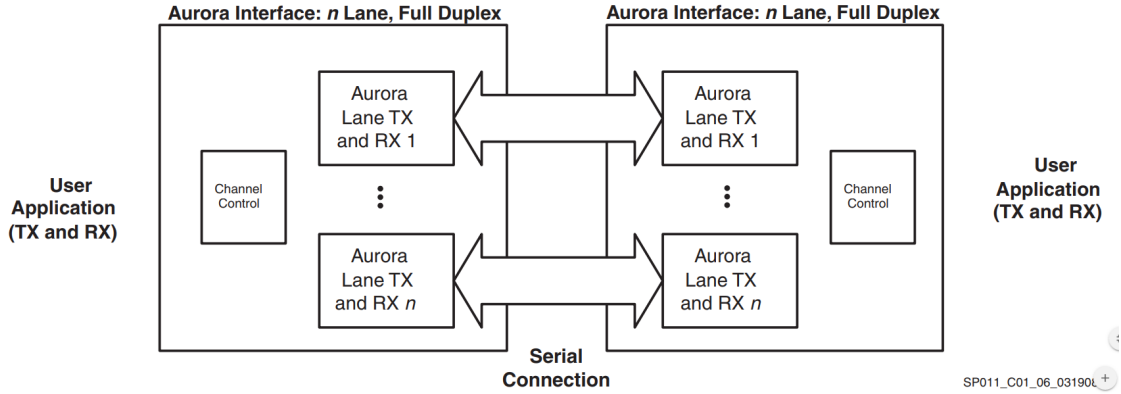 Aurora Interface: n Lane, Full Duplex
Aurora Interface: n Lane, Full Duplex
User
Application
(TX and RX)
Channel
Control
Aurora
Lane TX
and RX 1
Aurora
Lane TX
and RX n
Aurora
Lane TX
and RX 1
Aurora
Lane TX
and RX n
Channel
Control
User
Application
(TX and RX)
Serial
Connection
SP011_C01_06_031908